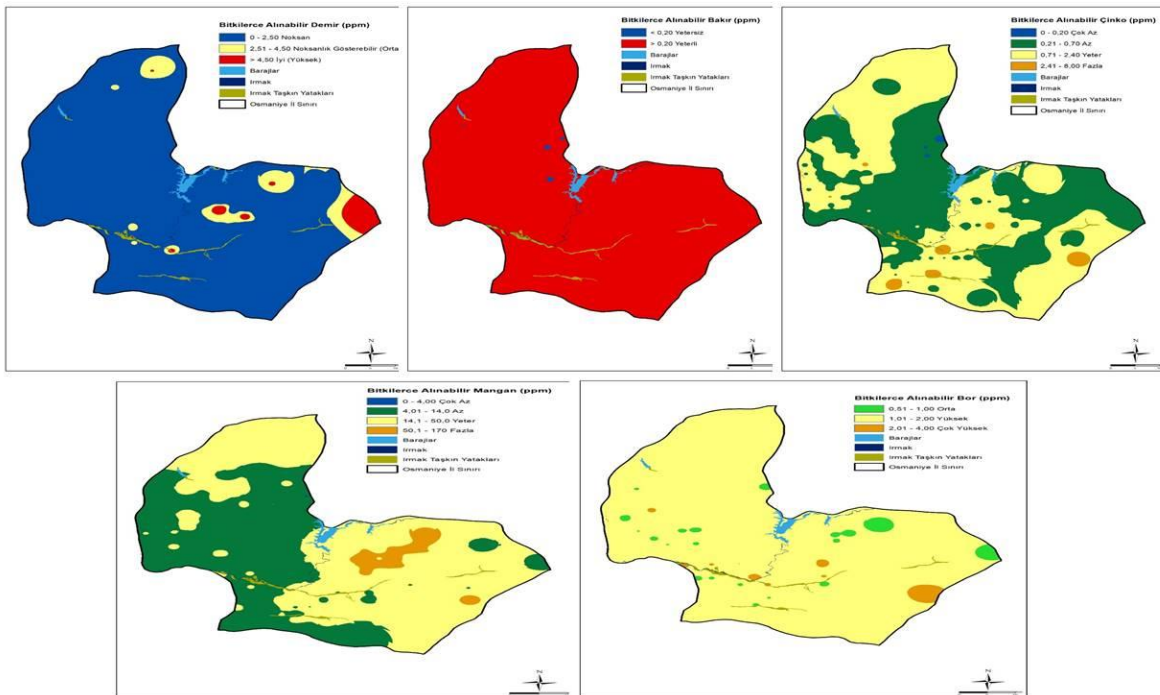 Bitkilerce Alınabilir Demir (ppm)
0 - 2,50 Noksan
2,51 - 4,50 Noksanlık Gösterebilir (Orta
> 4,50 İyi (Yüksek)
Barajlar
Irmak
Irmak Taşkın Yatakları
Osmaniye İl Sınırı
N
Bitkilerce Alınabilir Bakır (ppm)
< 0,20 Yetersiz
> 0,20 Yeterli
Barajlar
Irmak
Irmak Taşkın Yatakları
Osmaniye İl Sınırı
N
Bitkilerce Alınabilir Çinko (ppm)
0 - 0,20 Çok Az
0,21 - 0,70 Az
0,71 - 2,40 Yeter
2,41 - 8,00 Fazla
Barajlar
Irmak
Irmak Taşkın Yatakları
Osmaniye İl Sınırı
N
Bitkilerce Alınabilir Mangan (ppm)
0 - 4,00 Çok Az
4,01 - 14,0 Az
14,1 - 50,0 Yeter
50,1 - 170 Fazla
Barajlar
Irmak
Irmak Taşkın Yatakları
Osmaniye İl Sınırı
N
Bitkilerce Alınabilir Bor (ppm)
0,51 - 1,00 Orta
1,01 - 2,00 Yüksek
2,01 - 4,00 Çok Yüksek
Barajlar
Irmak
Irmak Taşkın Yatakları
Osmaniye İl Sınırı
N